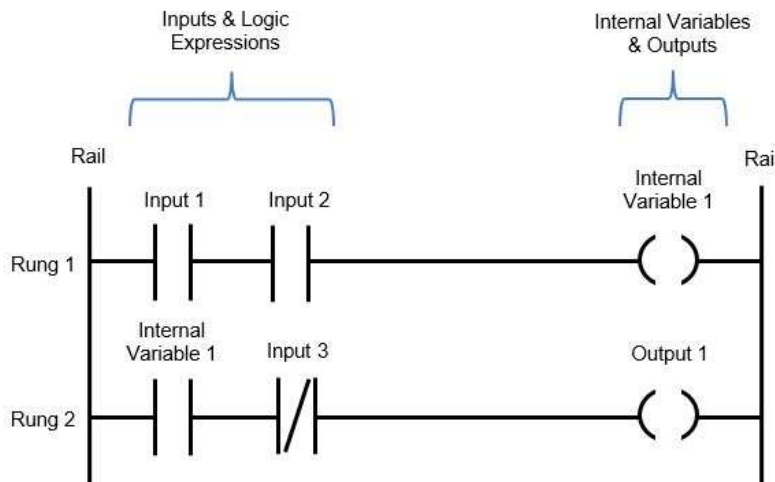 Inputs & Logic
Expressions
Internal Variables
& Outputs
Rail
Rai
Input 1
Input 2
Internal
Variable 1
Rung 1
Internal
Variable 1
Input 3
Output 1
Rung 2